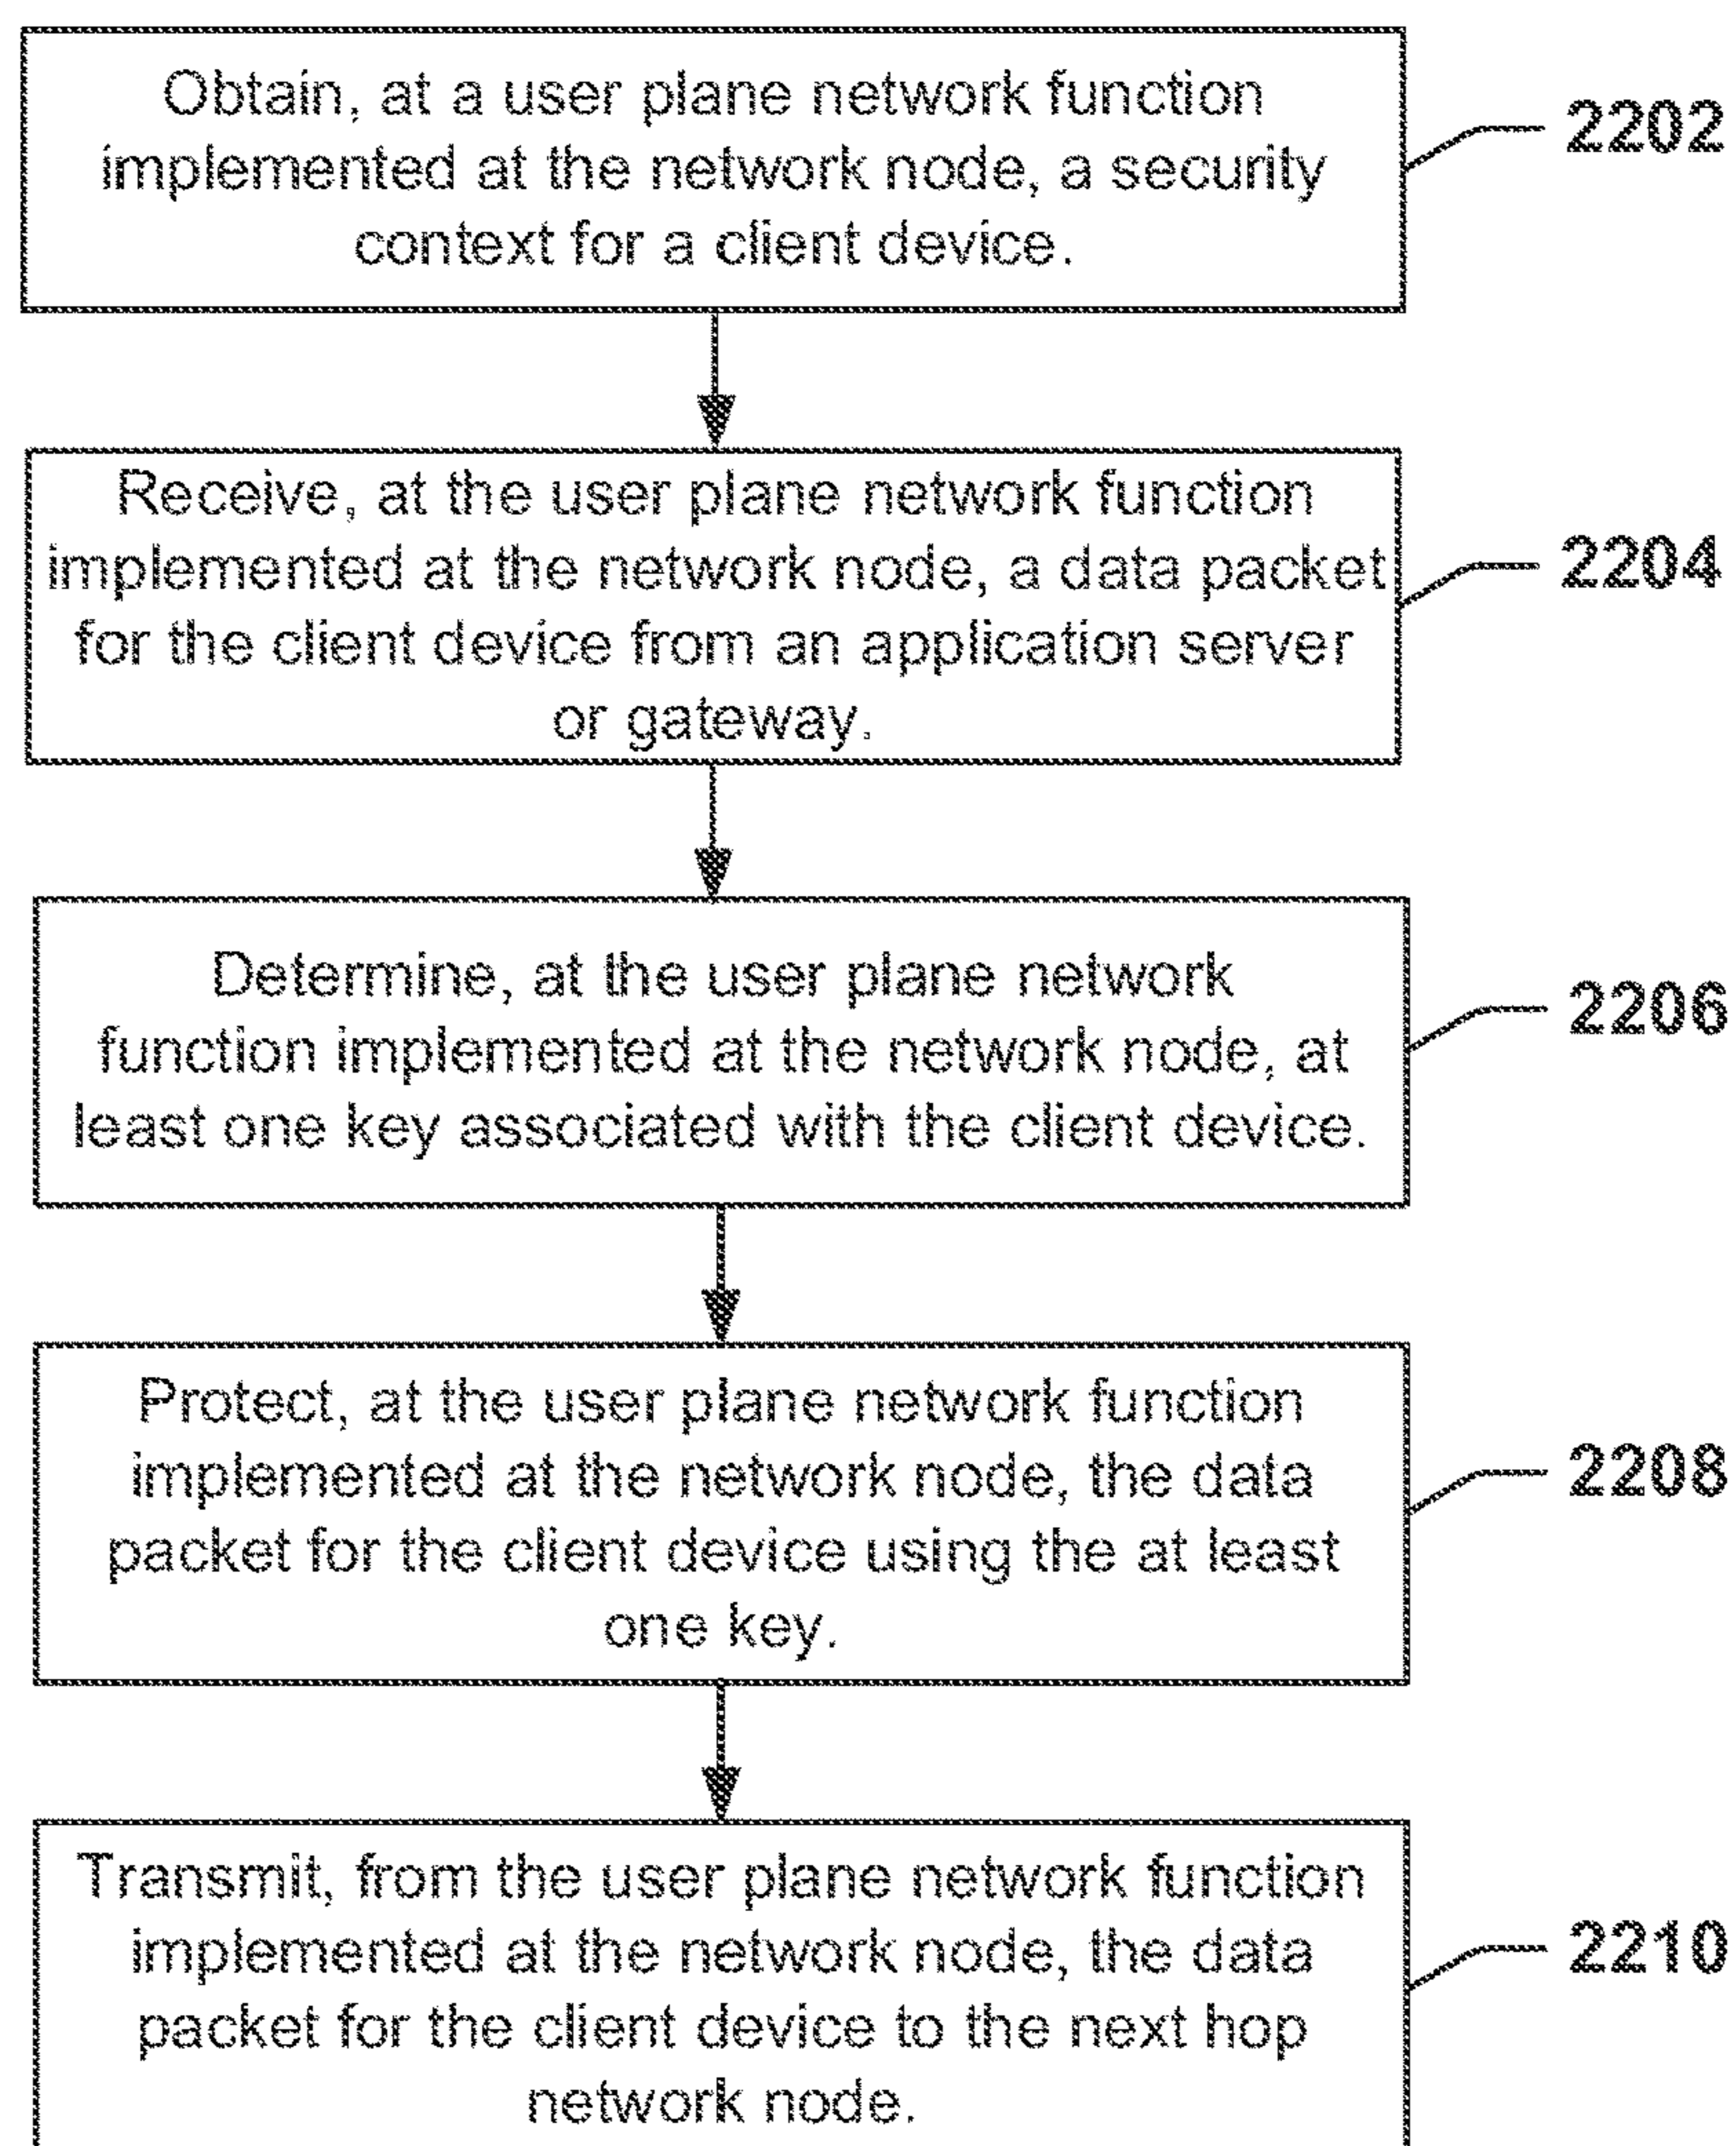 Obtain, at a user plane network function
implemented at the network node, a security
context for a client device.
2202
Receive, at the user plane network function
implemented at the network node, a data packet
for the client device from an application server
or gateway.
2204
Determine, at the user plane network
function implemented at the network node, at
least one key associated with the client device.
2206
Protect, at the user plane network function
implemented at the network node, the data
packet for the client device using the at least
one key.
2208
Transmit, from the user plane network function
implemented at the network node, the data
packet for the client device to the next hop
network node.
2210